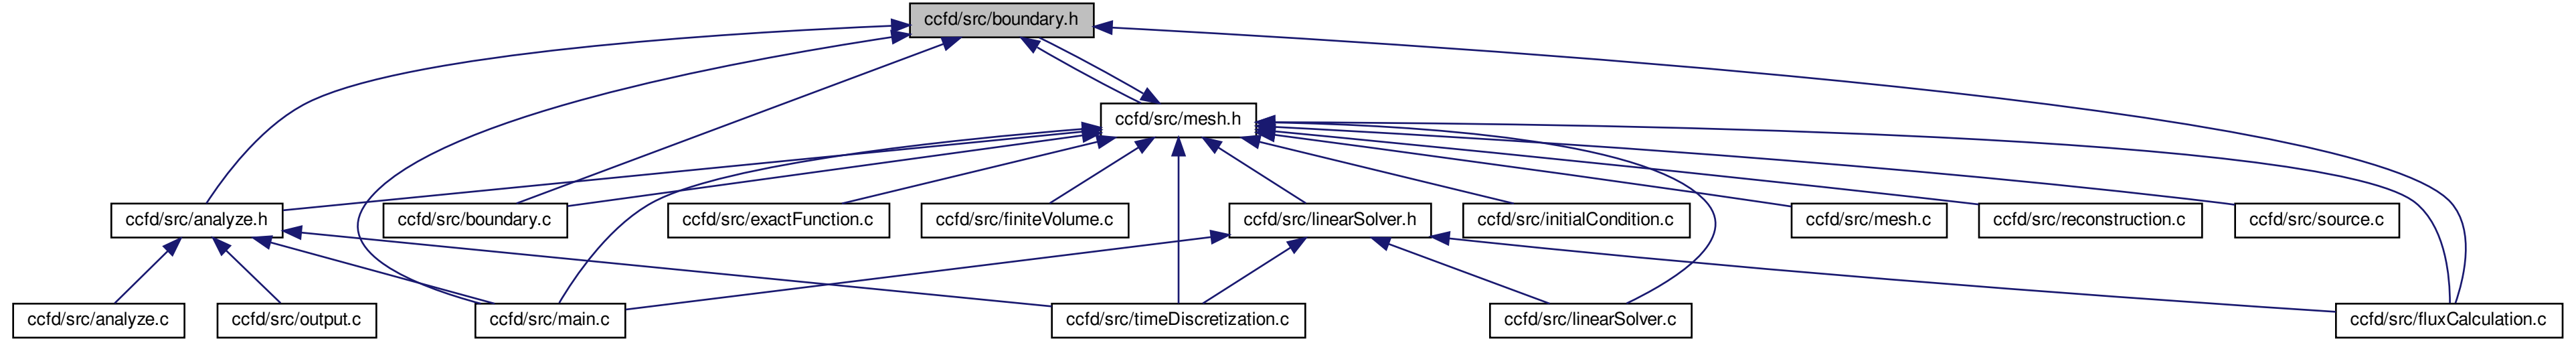 ccfd/src/boundary.h
ccfd/src/mesh.h
ccfd/src/analyze.h
ccfd/src/boundary.c
ccfd/src/exactFunction.c
ccfd/src/finiteVolume.c
ccfd/src/linearSolver.h
ccfd/src/initialCondition.c
ccfd/src/mesh.c
ccfd/src/reconstruction.c
ccfd/src/source.c
ccfd/src/analyze.c
ccfd/src/output.c
ccfd/src/main.c
ccfd/src/timeDiscretization.c
ccfd/src/linearSolver.c
ccfd/src/fluxCalculation.c